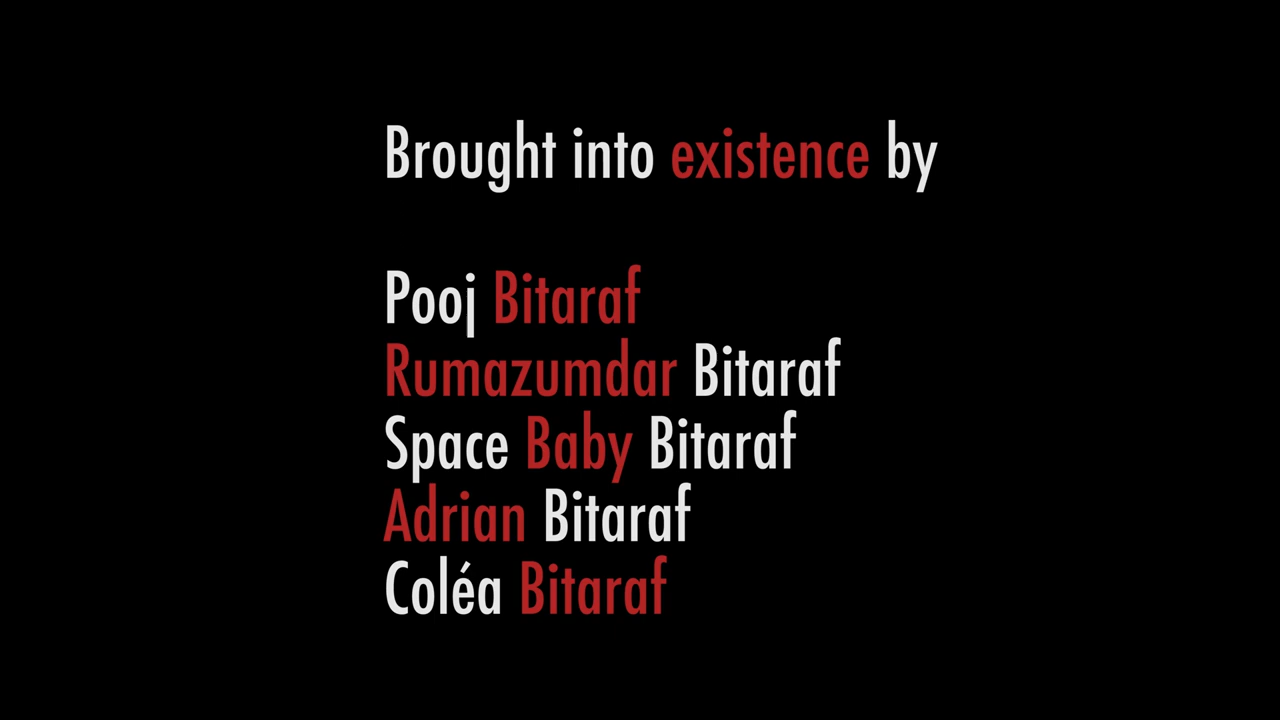 Brought into existence by
Pooj Bitaraf
Rumazumdar Bitaraf
Space Baby Bitaraf
Adrian Bitaraf
Coléa Bitaraf